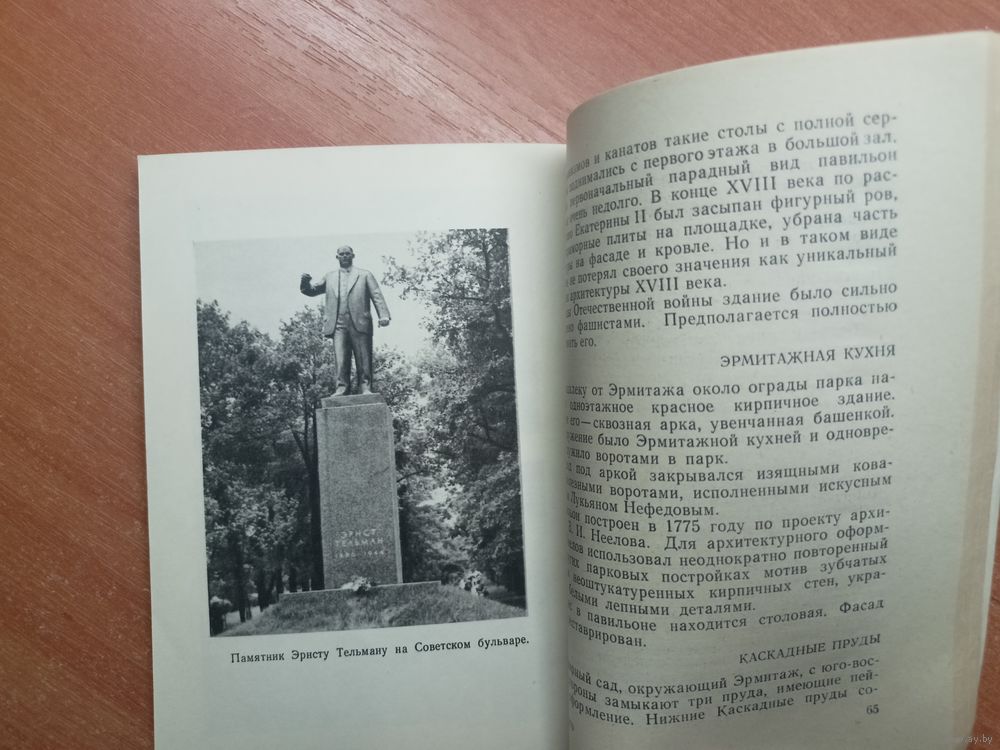 ЭРНСТ
1886-1944
Памятник Эрнсту Тельману на Советском бульваре.
и канатов такие столы с полной сер-
поднимались с первого этажа в большой зал.
первоначальный парадный вид павильон
очень недолго. В конце XVIII века по рас-
Екатерины II был засыпан фигурный ров,
плиты на площадке, убрана часть
на фасаде и кровле. Но и в таком виде
не потерял своего значения как уникальный
архитектуры XVIII века.
Отечественной войны здание было сильно
фашистами. Предполагается полностью
его.
ЭРМИТАЖНАЯ КУХНЯ
от Эрмитажа около ограды парка на-
одноэтажное красное кирпичное здание.
его — сквозная арка, увенчанная башенкой.
было Эрмитажной кухней и одновре-
воротами в парк.
под аркой закрывался изящными кова-
воротами, исполненными искусным
Лукьяном Нефедовым.
построен в 1775 году по проекту архи-
И. Неелова. Для архитектурного оформ-
использовал неоднократно повторенный
парковых постройках мотив зубчатых
неоштукатуренных кирпичных стен, укра-
лепными деталями.
в павильоне находится столовая. Фасад
КАСКАДНЫЕ ПРУДЫ
сад, окружающий Эрмитаж, с юго-вос-
замыкают три пруда, имеющие пей-
Нижние Каскадные пруды со-
65
ay.by